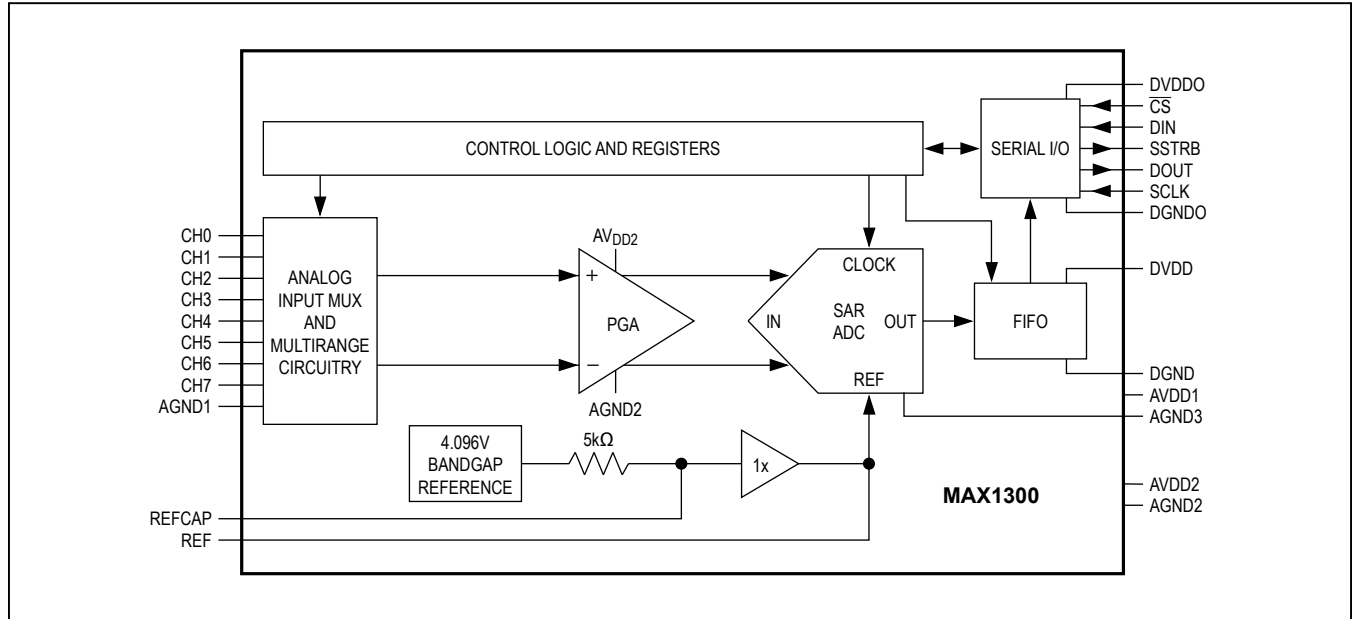 CONTROL LOGIC AND REGISTERS
SERIAL I/O
DVDDO
C̅S̅
DIN
SSTRB
DOUT
SCLK
DGNDO
CH0
CH1
CH2
CH3
CH4
CH5
CH6
CH7
AGND1
ANALOG
INPUT MUX
AND
MULTIRANGE
CIRCUITRY
AVDD2
+
PGA
−
AGND2
CLOCK
IN
SAR
ADC
OUT
REF
FIFO
DVDD
DGND
AVDD1
AGND3
4.096V
BANDGAP
REFERENCE
5kΩ
1x
MAX1300
AVDD2
AGND2
REFCAP
REF